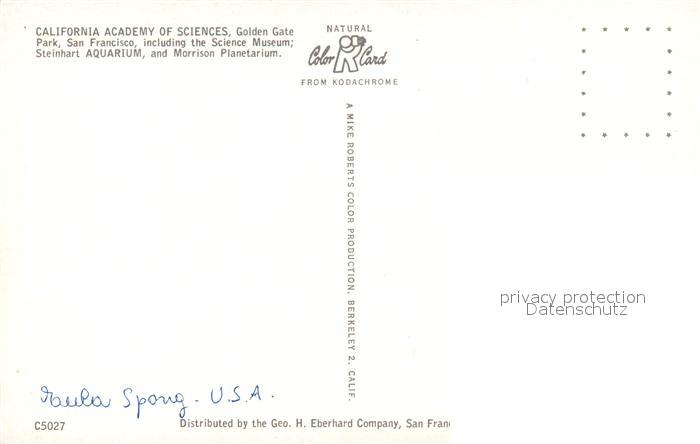 CALIFORNIA ACADEMY OF SCIENCES, Golden Gate
Park, San Francisco, including the Science Museum;
Steinhart AQUARIUM, and Morrison Planetarium.
NATURAL
Color Card
FROM KODACHROME
A MIKE ROBERTS COLOR PRODUCTION, BERKELEY 2, CALIF.
privacy protection
Datenschutz
Spong - U.S.A.
C5027
Distributed by the Geo. H. Eberhard Company, San Fran